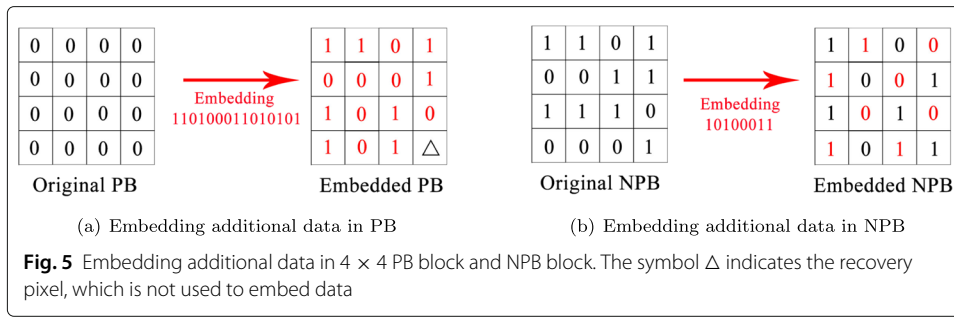 0 0 0 0
0 0 0 0
0 0 0 0
0 0 0 0
Original PB
Embedding
110100011010101
1 1 0 1
0 0 0 1
1 0 1 0
1 0 1 △
Embedded PB
(a) Embedding additional data in PB
1 1 0 1
0 0 1 1
1 1 1 0
0 0 0 1
Original NPB
Embedding
10100011
1 1 0 0
1 0 0 1
1 0 1 0
1 0 1 1
Embedded NPB
(b) Embedding additional data in NPB
Fig. 5 Embedding additional data in 4 × 4 PB block and NPB block. The symbol △ indicates the recovery
pixel, which is not used to embed data